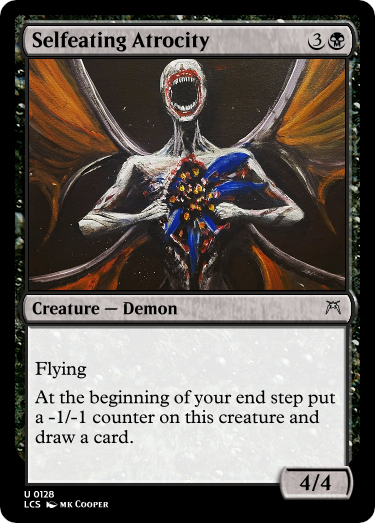 Selfeating Atrocity 3
Creature — Demon
Flying
At the beginning of your end step put
a -1/-1 counter on this creature and
draw a card.
4/4
U 0128
LCS MK COOPER